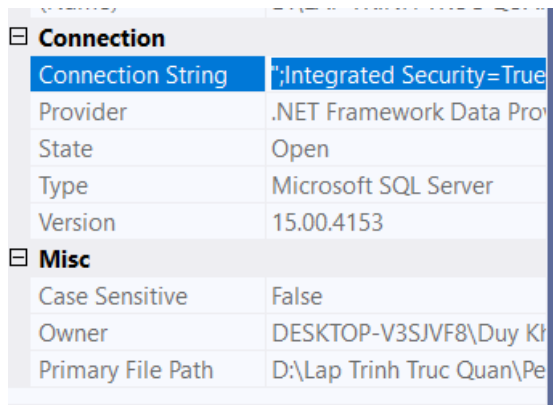 Connection
Connection String ";Integrated Security=True
Provider .NET Framework Data Prov
State Open
Type Microsoft SQL Server
Version 15.00.4153
Misc
Case Sensitive False
Owner DESKTOP-V3SJVF8\Duy Kh
Primary File Path D:\Lap Trinh Truc Quan\Pe